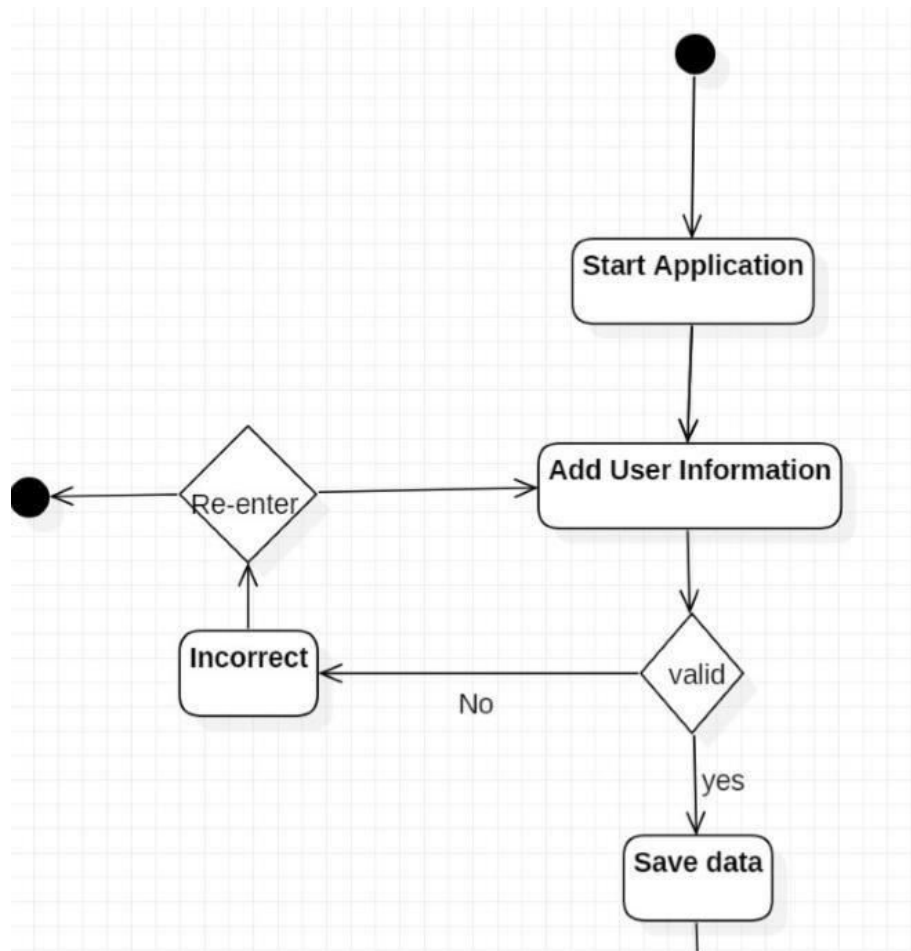 Start Application
Add User Information
Re-enter
Incorrect
valid
No
yes
Save data